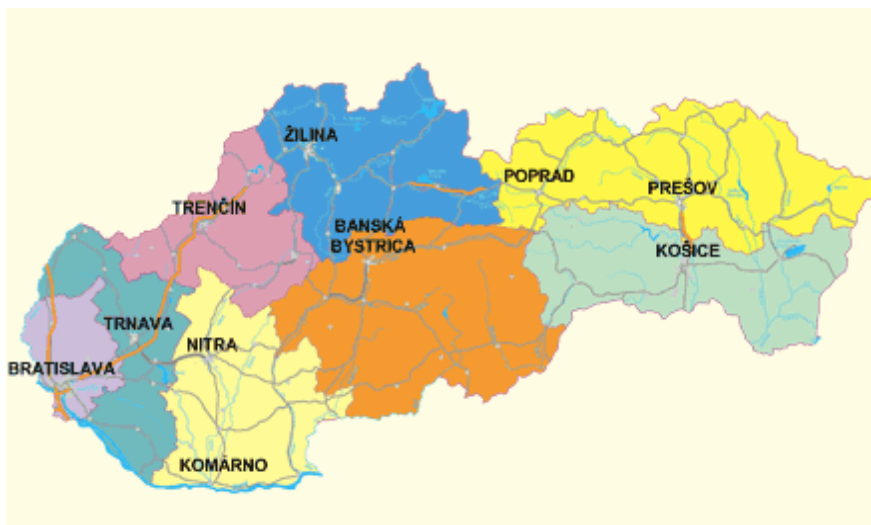 ŽILINA
POPRAD
PREŠOV
TRENČÍN
BANSKÁ
BYSTRICA
KOŠICE
TRNAVA
NITRA
BRATISLAVA
KOMÁRNO